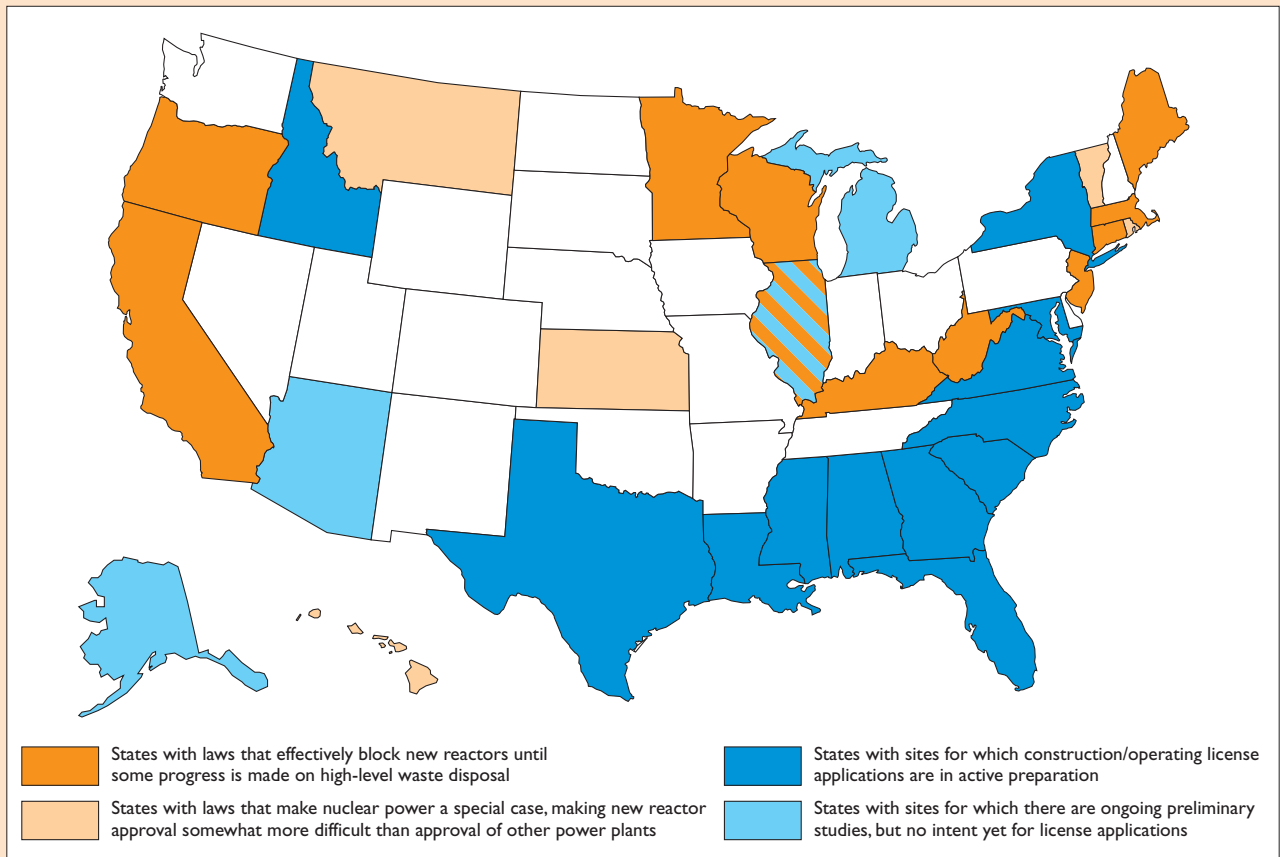 States with laws that effectively block new reactors until
some progress is made on high-level waste disposal
States with laws that make nuclear power a special case, making new reactor
approval somewhat more difficult than approval of other power plants
States with sites for which construction/operating license
applications are in active preparation
States with sites for which there are ongoing preliminary
studies, but no intent yet for license applications